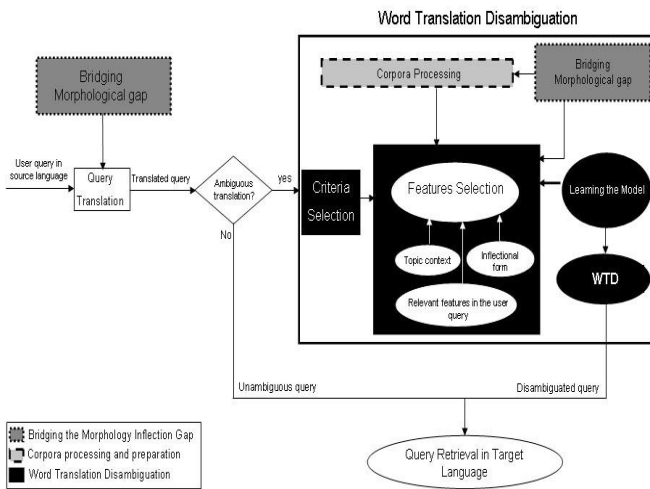 Word Translation Disambiguation
Bridging
Morphological gap
Corpora Processing
Bridging
Morphological gap
User query in
source language
Query
Translation
Translated query
Ambiguous
translation?
yes
No
Criteria
Selection
Features Selection
Topic context
Inflectional
form
Relevant features in the user
query
Learning the Model
WTD
Unambiguous query
Disambiguated query
Query Retrieval in Target
Language
Bridging the Morphology Inflection Gap
Corpora processing and preparation
Word Translation Disambiguation